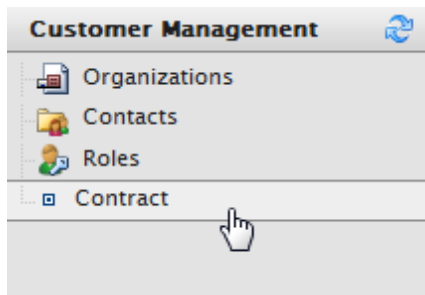 Customer Management
Organizations
Contacts
Roles
Contract